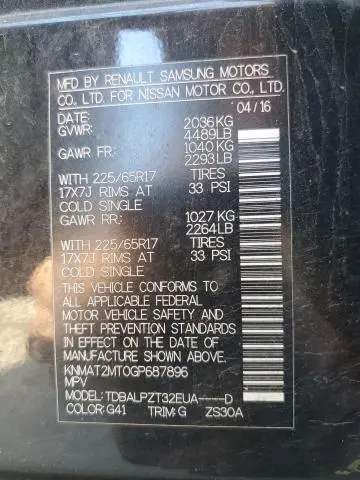 MFD BY RENAULT SAMSUNG MOTORS
CO., LTD. FOR NISSAN MOTOR CO., LTD.
DATE: 04/16
GVWR: 2036KG
4489LB
GAWR FR: 1040KG
2293LB
WITH 225/65R17 TIRES
17X7J RIMS AT 33 PSI
COLD SINGLE
GAWR RR: 1027KG
2264LB
WITH 225/65R17 TIRES
17X7J RIMS AT 33 PSI
COLD SINGLE
THIS VEHICLE CONFORMS TO
ALL APPLICABLE FEDERAL
MOTOR VEHICLE SAFETY AND
THEFT PREVENTION STANDARDS
IN EFFECT ON THE DATE OF
MANUFACTURE SHOWN ABOVE.
KNMAT2MT0GP687896
MPV
MODEL: TDBALPZT32EUA----D
COLOR: G41 TRIM: G ZS30A